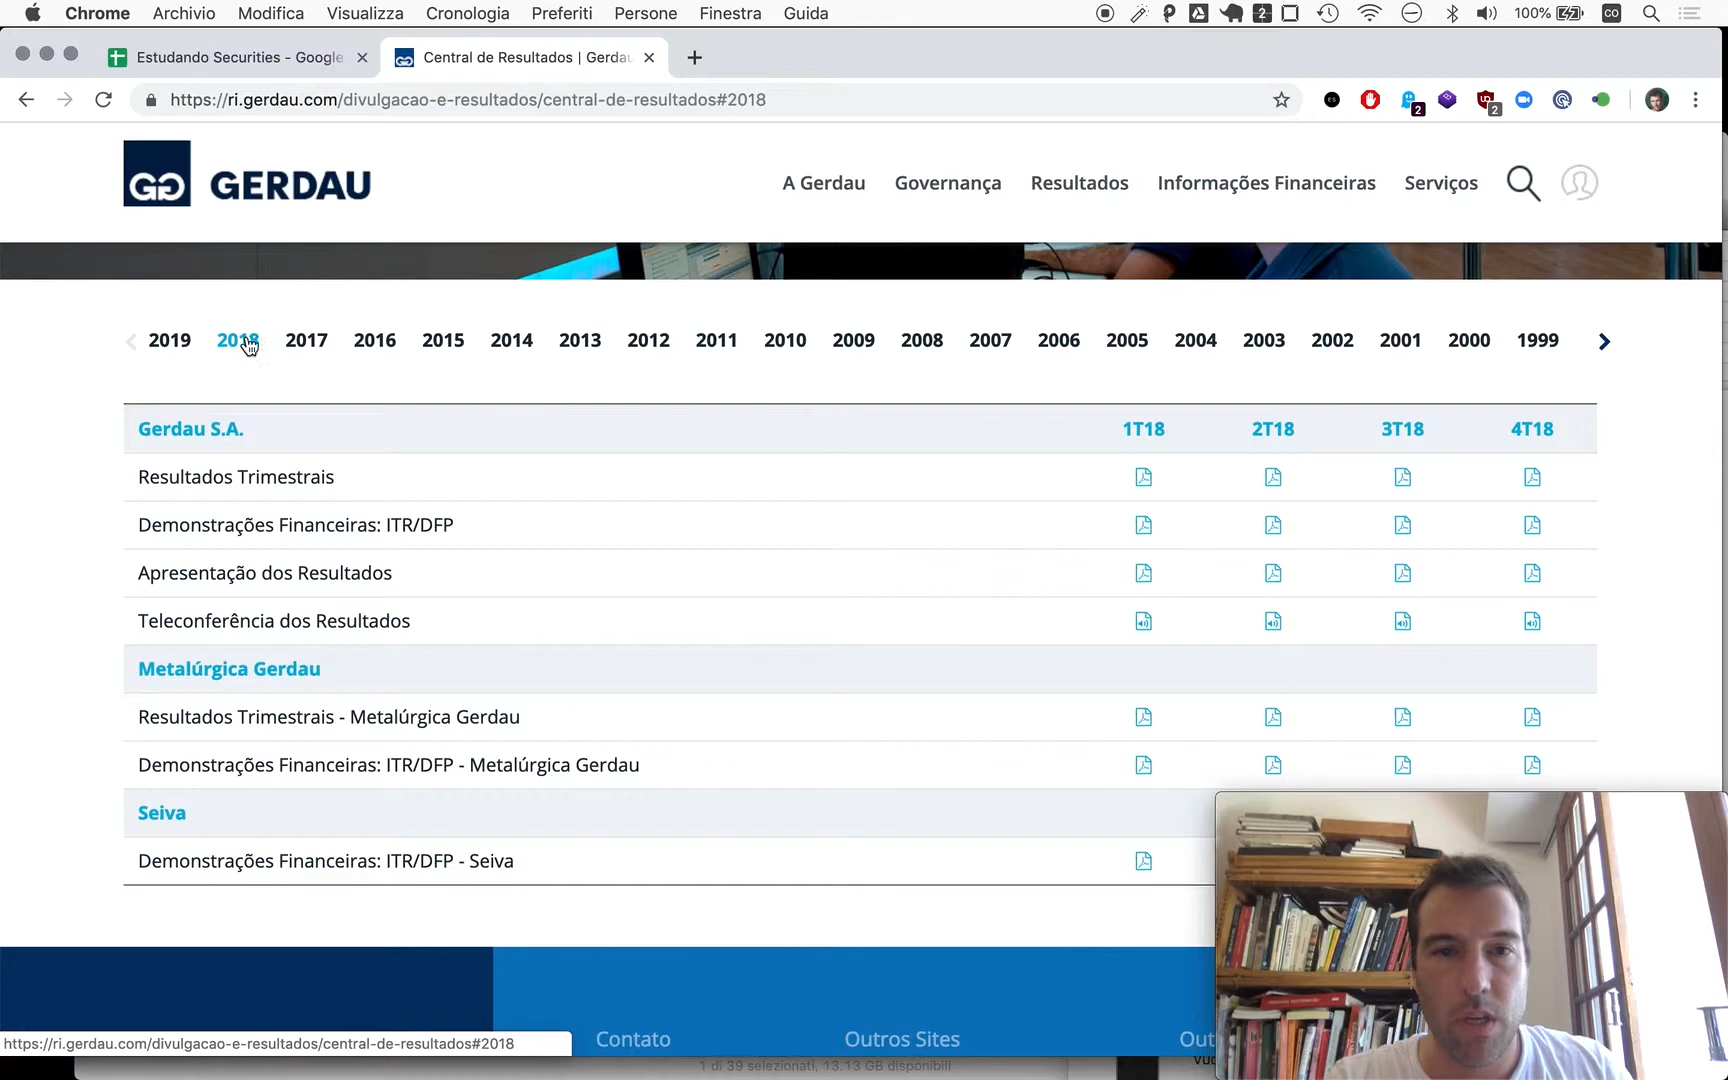 Chrome Archivio Modifica Visualizza Cronologia Preferiti Persone Finestra Guida 2 100% CO
Estudando Securities - Google Central de Resultados | Gerdau
https://ri.gerdau.com/divulgacao-e-resultados/central-de-resultados#2018 2 2
GERDAU A Gerdau Governança Resultados Informações Financeiras Serviços
2019 2018 2017 2016 2015 2014 2013 2012 2011 2010 2009 2008 2007 2006 2005 2004 2003 2002 2001 2000 1999
Gerdau S.A. 1T18 2T18 3T18 4T18
Resultados Trimestrais
Demonstrações Financeiras: ITR/DFP
Apresentação dos Resultados
Teleconferência dos Resultados
Metalúrgica Gerdau
Resultados Trimestrais - Metalúrgica Gerdau
Demonstrações Financeiras: ITR/DFP - Metalúrgica Gerdau
Seiva
Demonstrações Financeiras: ITR/DFP - Seiva
Contato Outros Sites Out
https://ri.gerdau.com/divulgacao-e-resultados/central-de-resultados#2018
1 di 39 selezionati, 13.13 GB disponibili